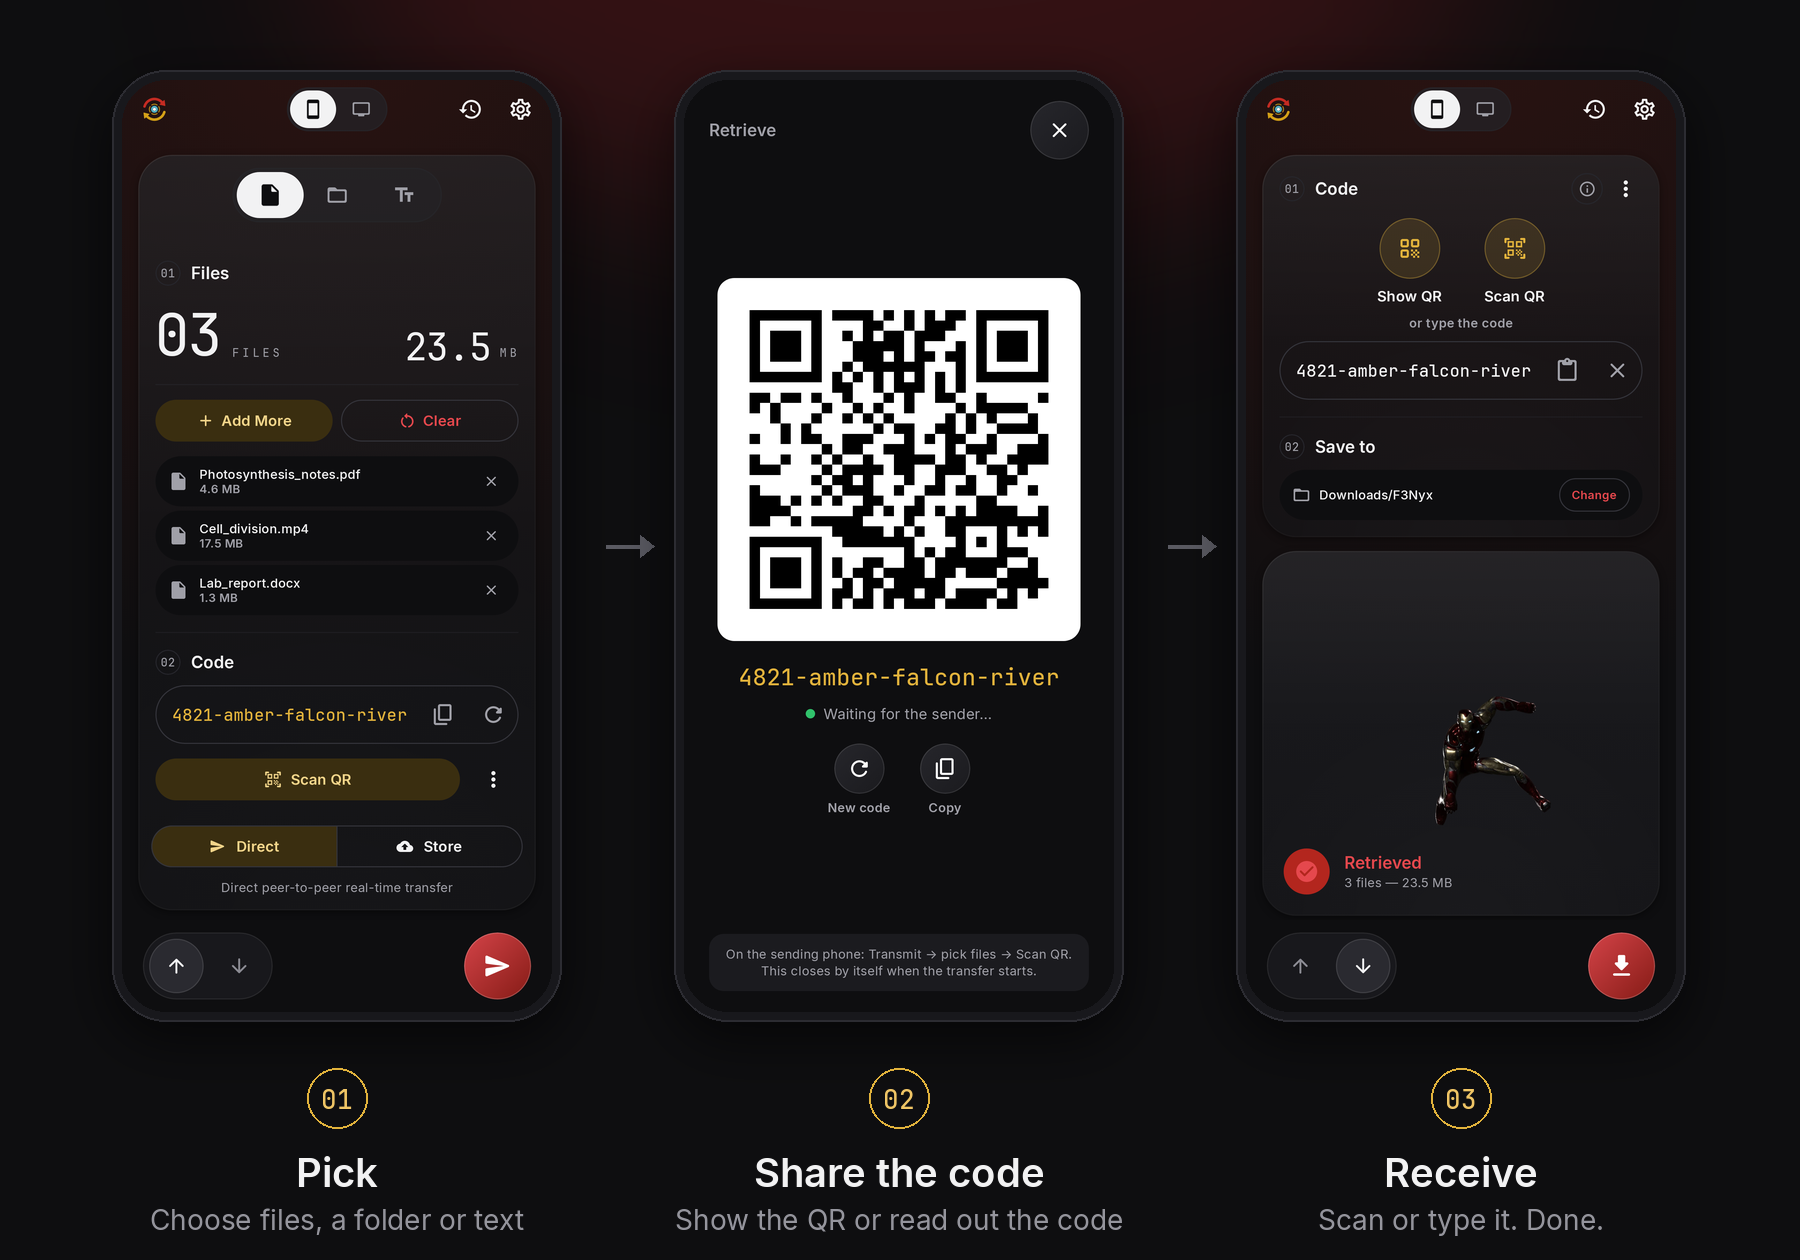 01 Files
03 FILES 23.5 MB
Add More Clear
Photosynthesis_notes.pdf
4.6 MB
Cell_division.mp4
17.5 MB
Lab_report.docx
1.3 MB
02 Code
4821-amber-falcon-river
Scan QR
Direct Store
Direct peer-to-peer real-time transfer
01
Pick
Choose files, a folder or text
Retrieve
4821-amber-falcon-river
Waiting for the sender...
New code Copy
On the sending phone: Transmit → pick files → Scan QR.
This closes by itself when the transfer starts.
02
Share the code
Show the QR or read out the code
01 Code
Show QR Scan QR
or type the code
4821-amber-falcon-river
02 Save to
Downloads/F3Nyx Change
Retrieved
3 files — 23.5 MB
03
Receive
Scan or type it. Done.